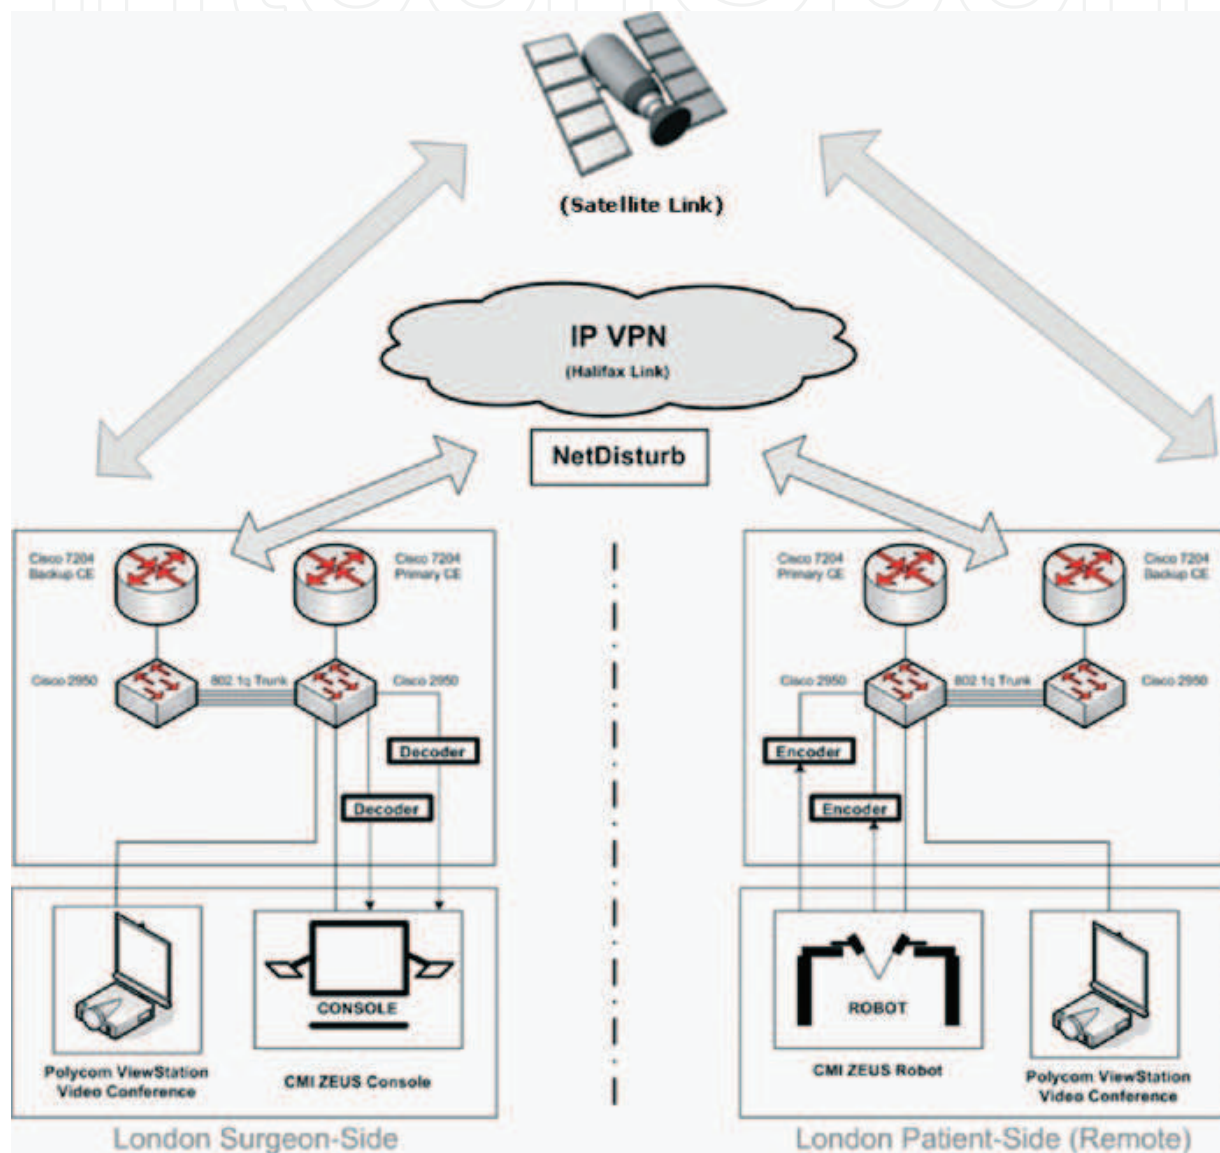 (Satellite Link)
IP VPN
(Halifax Link)
NetDisturb
Cisco 7204
Backup CE
Cisco 7204
Primary CE
Cisco 2950
802.1q Trunk
Cisco 2950
Decoder
Decoder
CONSOLE
Polycom ViewStation
Video Conference
CMI ZEUS Console
London Surgeon-Side
Cisco 7204
Primary CE
Cisco 7204
Backup CE
Cisco 2950
802.1q Trunk
Cisco 2950
Encoder
Encoder
ROBOT
CMI ZEUS Robot
Polycom ViewStation
Video Conference
London Patient-Side (Remote)